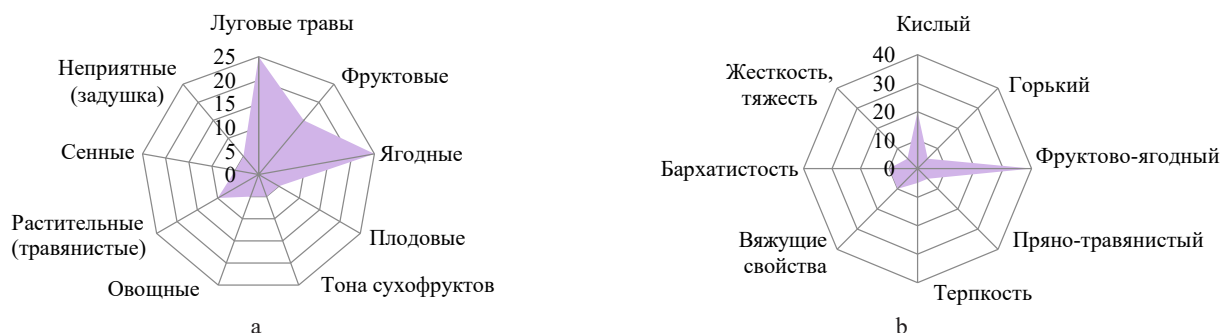 Луговые травы
25
20
15
10
5
0
Фруктовые
Ягодные
Плодовые
Тона сухофруктов
Овощные
Растительные
(травянистые)
Сенные
Неприятные
(задушка)
a
Кислый
40
30
20
10
0
Горький
Фруктово-ягодный
Пряно-травянистый
Терпкость
Вяжущие
свойства
Бархатистость
Жесткость,
тяжесть
b